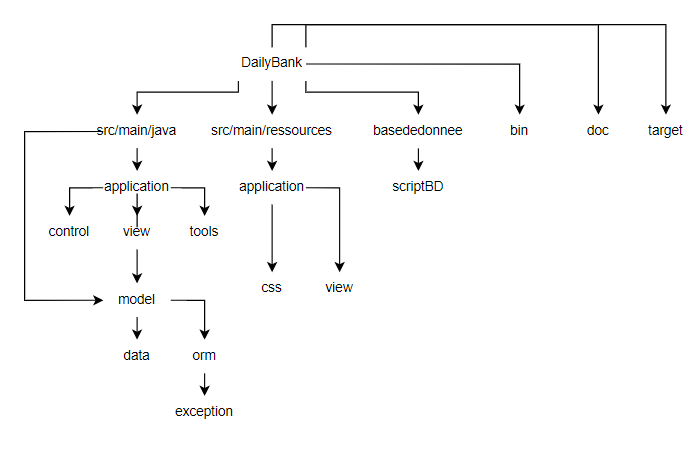 DailyBank
src/main/java
src/main/ressources
basededonnee
bin
doc
target
application
application
scriptBD
control
view
tools
css
view
model
data
orm
exception